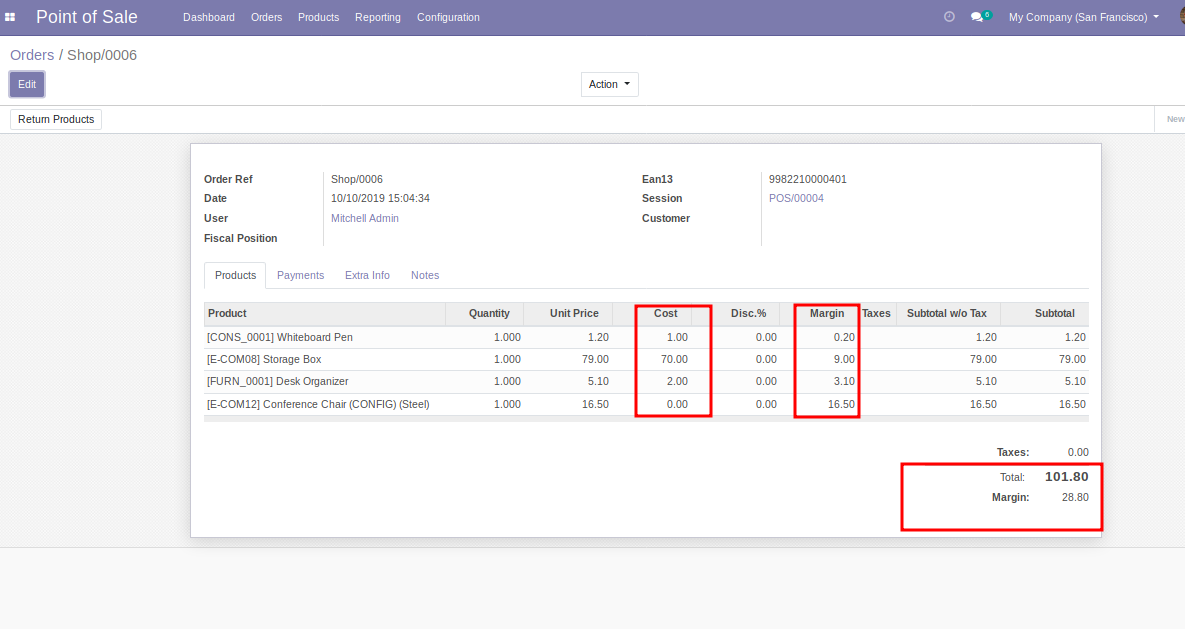 Point of Sale Dashboard Orders Products Reporting Configuration 6 My Company (San Francisco)
Orders / Shop/0006
Edit Action
Return Products New
Order Ref Shop/0006 Ean13 9982210000401
Date 10/10/2019 15:04:34 Session POS/00004
User Mitchell Admin Customer
Fiscal Position
Products Payments Extra Info Notes
Product Quantity Unit Price Cost Disc.% Margin Taxes Subtotal w/o Tax Subtotal
[CONS_0001] Whiteboard Pen 1.000 1.20 1.00 0.00 0.20 1.20 1.20
[E-COM08] Storage Box 1.000 79.00 70.00 0.00 9.00 79.00 79.00
[FURN_0001] Desk Organizer 1.000 5.10 2.00 0.00 3.10 5.10 5.10
[E-COM12] Conference Chair (CONFIG) (Steel) 1.000 16.50 0.00 0.00 16.50 16.50 16.50
Taxes: 0.00
Total: 101.80
Margin: 28.80